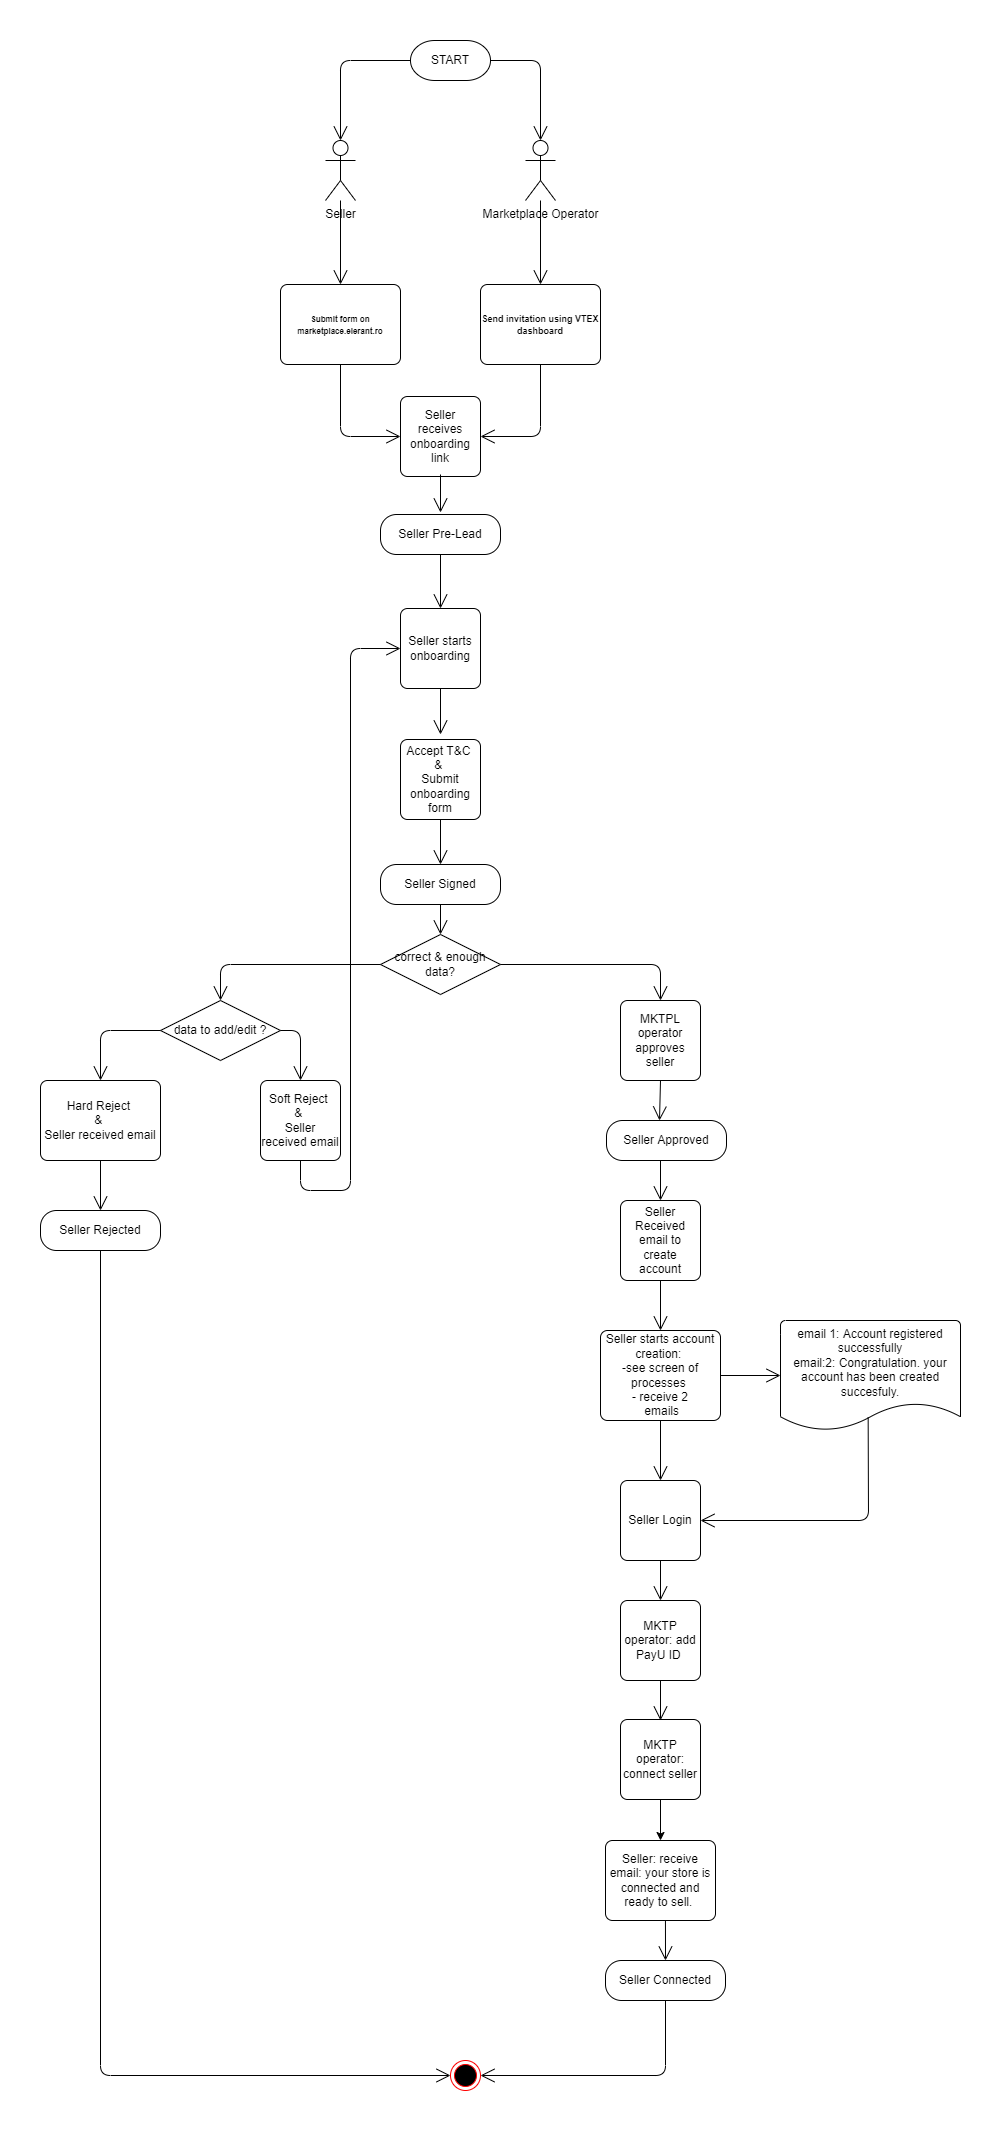 START
Seller
Marketplace Operator
Submit form on
marketplace.elefant.ro
Send invitation using VTEX
dashboard
Seller
receives
onboarding
link
Seller Pre-Lead
Seller starts
onboarding
Accept T&C
&
Submit
onboarding
form
Seller Signed
correct & enough
data?
data to add/edit ?
MKTPL
operator
approves
seller
Hard Reject
&
Seller received email
Soft Reject
&
Seller
received email
Seller Approved
Seller Rejected
Seller
Received
email to
create
account
Seller starts account
creation:
-see screen of
processes
- receive 2
emails
email 1: Account registered
successfully
email:2: Congratulation. your
account has been created
succesfuly.
Seller Login
MKTP
operator: add
PayU ID
MKTP
operator:
connect seller
Seller: receive
email: your store is
connected and
ready to sell.
Seller Connected